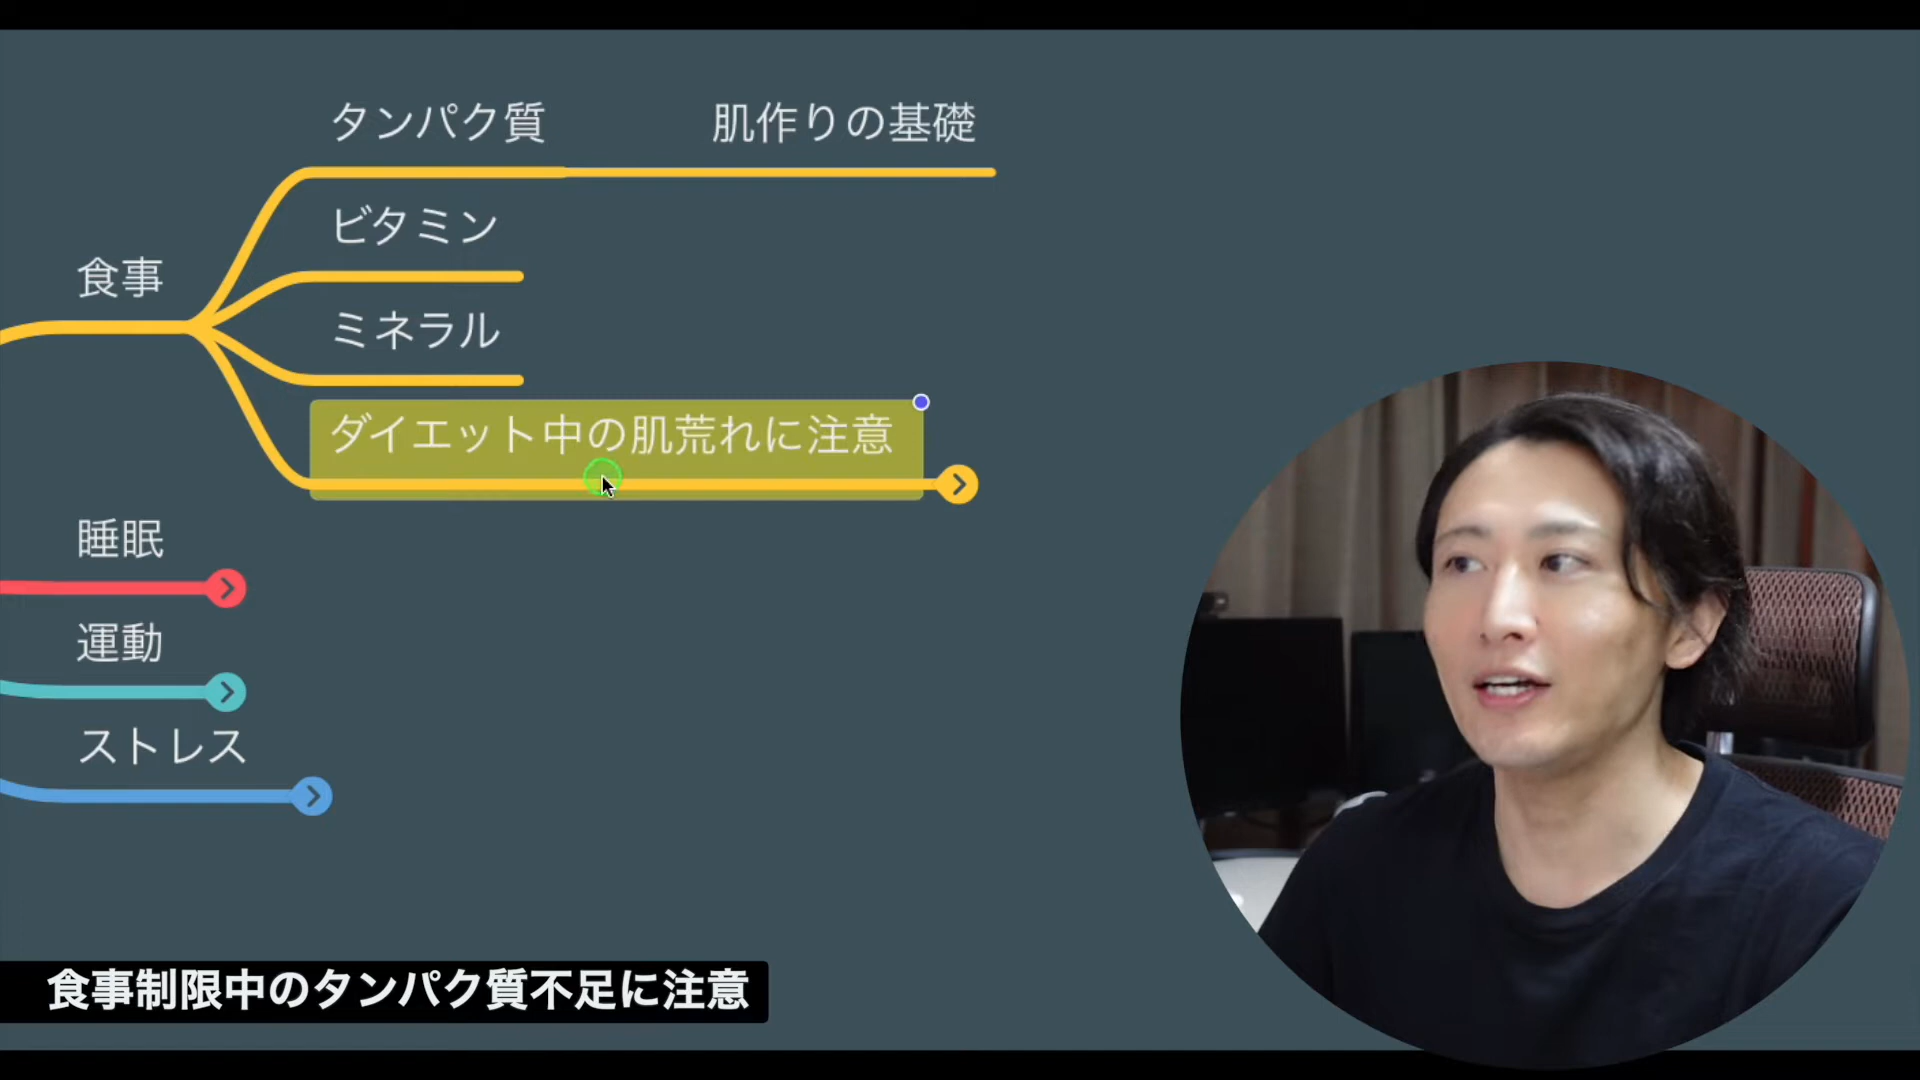 タンパク質
肌作りの基礎
ビタミン
食事
ミネラル
ダイエット中の肌荒れに注意
睡眠
運動
ストレス
食事制限中のタンパク質不足に注意